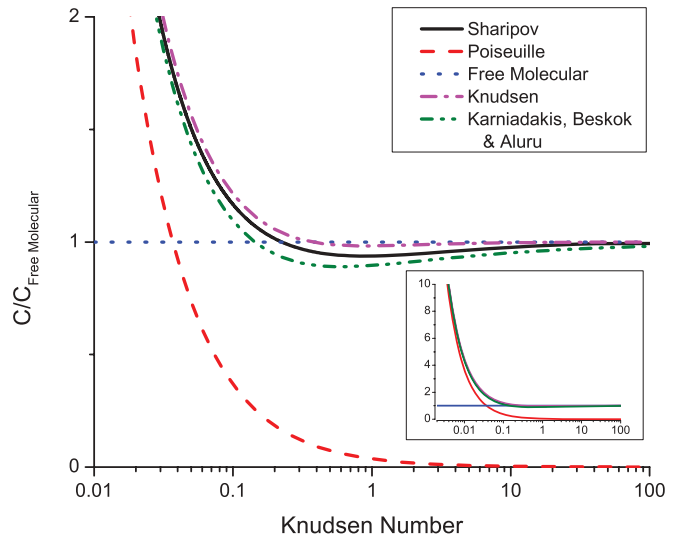 2
1
0
C/C Free Molecular
Sharipov
Poiseuille
Free Molecular
Knudsen
Karniadakis, Beskok
& Aluru
10
8
6
4
2
0
0.01 0.1 1 10 100
0.01 0.1 1 10 100
Knudsen Number